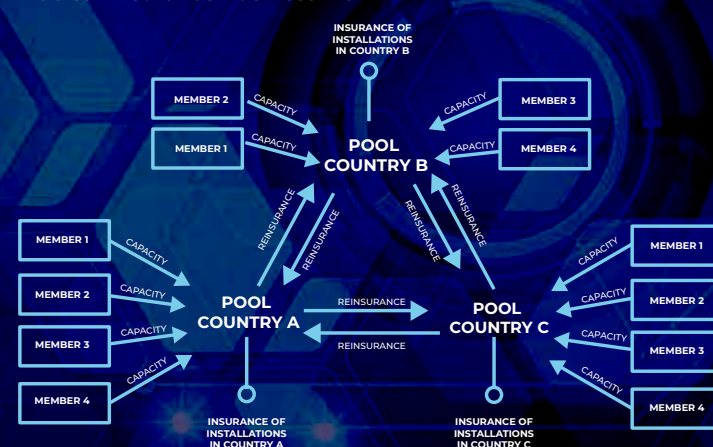 INSURANCE OF
INSTALLATIONS
IN COUNTRY B
MEMBER 2
CAPACITY
MEMBER 1
CAPACITY
CAPACITY
MEMBER 3
CAPACITY
MEMBER 4
POOL
COUNTRY B
REINSURANCE
REINSURANCE
REINSURANCE
REINSURANCE
MEMBER 1
CAPACITY
MEMBER 2
CAPACITY
MEMBER 3
CAPACITY
MEMBER 4
CAPACITY
POOL
COUNTRY A
REINSURANCE
REINSURANCE
POOL
COUNTRY C
CAPACITY
MEMBER 1
CAPACITY
MEMBER 2
CAPACITY
MEMBER 3
CAPACITY
MEMBER 4
INSURANCE OF
INSTALLATIONS
IN COUNTRY A
INSURANCE OF
INSTALLATIONS
IN COUNTRY C